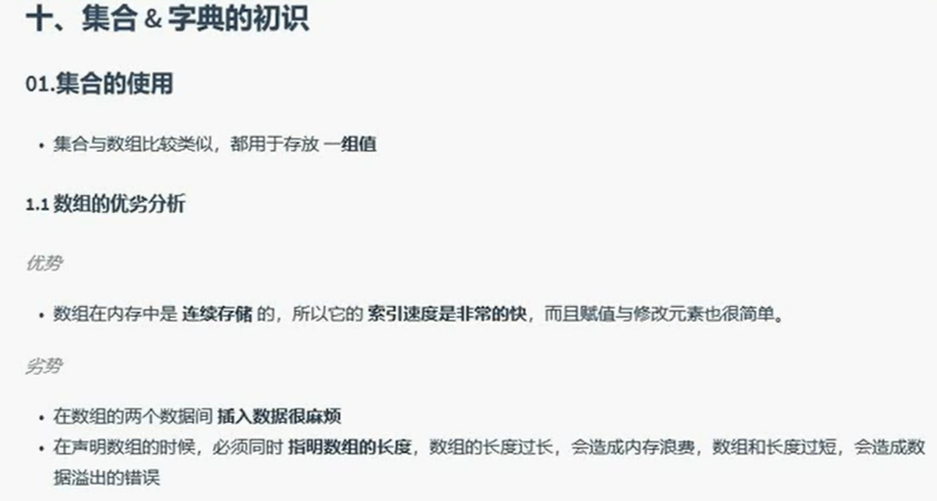 十、集合 & 字典的初识
01.集合的使用
• 集合与数组比较类似，都用于存放 一组值
1.1 数组的优劣分析
优势
• 数组在内存中是 连续存储 的，所以它的 索引速度是非常的快，而且赋值与修改元素也很简单。
劣势
• 在数组的两个数据间 插入数据很麻烦
• 在声明数组的时候，必须同时 指明数组的长度，数组的长度过长，会造成内存浪费，数组和长度过短，会造成数
据溢出的错误